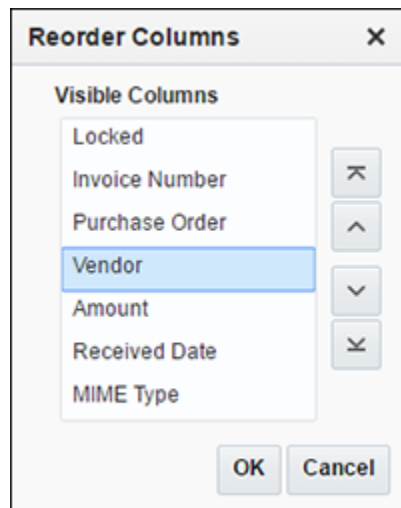 Reorder Columns
Visible Columns
Locked
Invoice Number
Purchase Order
Vendor
Amount
Received Date
MIME Type
OK Cancel